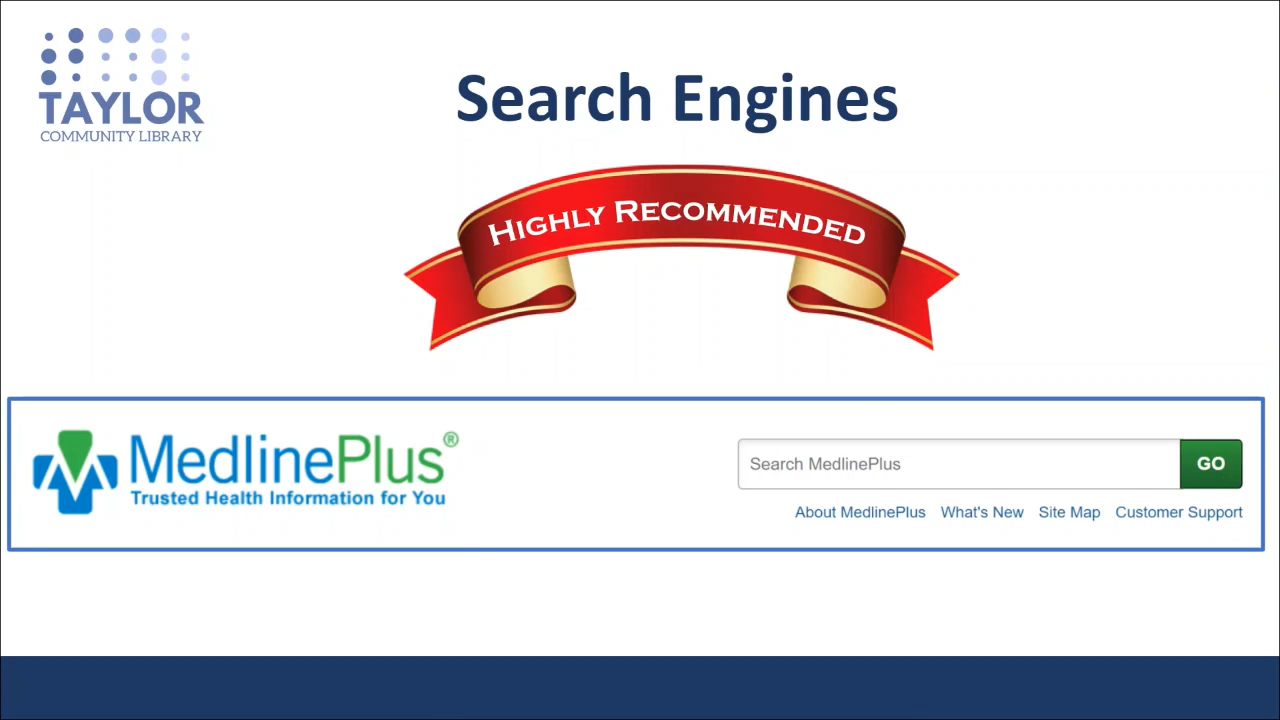 TAYLOR
COMMUNITY LIBRARY
Search Engines
HIGHLY RECOMMENDED
MedlinePlus®
Trusted Health Information for You
Search MedlinePlus
GO
About MedlinePlus What's New Site Map Customer Support